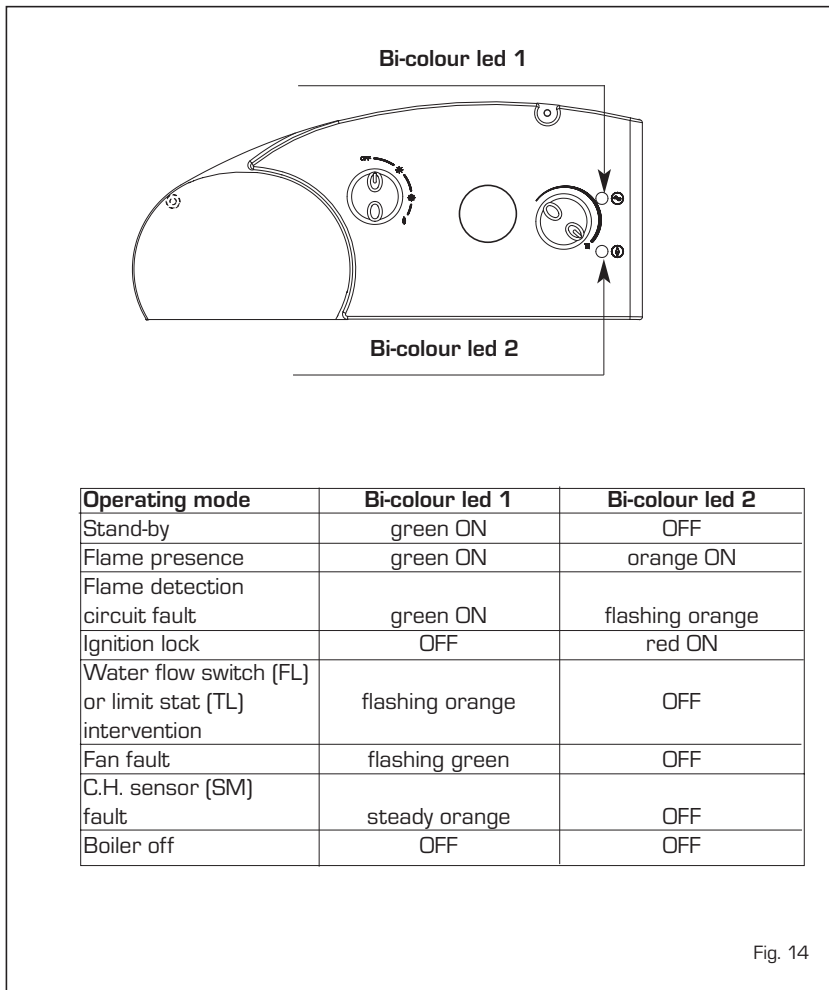 Bi-colour led 1
OFF
Bi-colour led 2
Operating mode Bi-colour led 1 Bi-colour led 2
Stand-by green ON OFF
Flame presence green ON orange ON
Flame detection
circuit fault green ON flashing orange
Ignition lock OFF red ON
Water flow switch (FL)
or limit stat (TL) flashing orange OFF
intervention
Fan fault flashing green OFF
C.H. sensor (SM)
fault steady orange OFF
Boiler off OFF OFF
Fig. 14